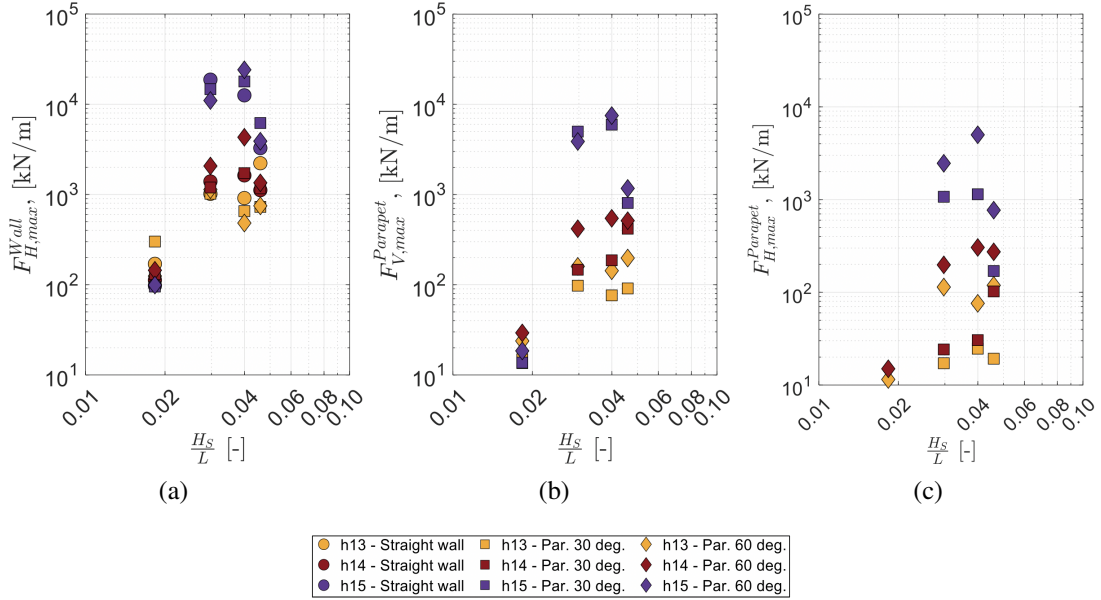 10^5
10^4
10^3
10^2
10^1
F_{H,max}^{Wall}, [kN/m]
0.01
0.02
0.04
0.06
0.08
0.10
H_S/L [-]
(a)
10^5
10^4
10^3
10^2
10^1
F_{V,max}^{Parapet}, [kN/m]
0.01
0.02
0.04
0.06
0.08
0.10
H_S/L [-]
(b)
10^5
10^4
10^3
10^2
10^1
F_{H,max}^{Parapet}, [kN/m]
0.01
0.02
0.04
0.06
0.08
0.10
H_S/L [-]
(c)
h13 - Straight wall h13 - Par. 30 deg. h13 - Par. 60 deg.
h14 - Straight wall h14 - Par. 30 deg. h14 - Par. 60 deg.
h15 - Straight wall h15 - Par. 30 deg. h15 - Par. 60 deg.